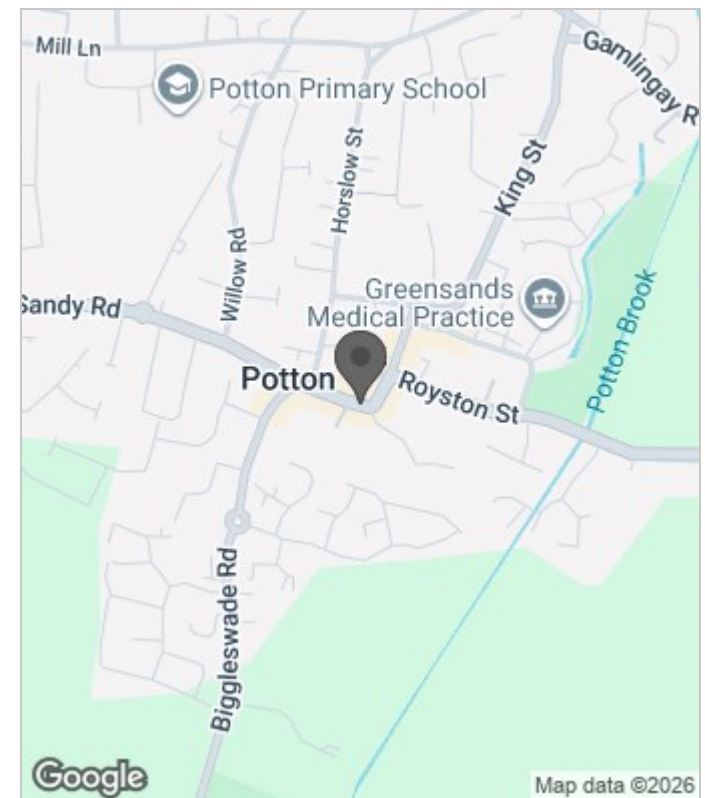 Mill Ln
Potton Primary School
Gamlingay R
Horslow St
King St
Willow Rd
Greensands
Medical Practice
Sandy Rd
Potton Brook
Potton
Royston St
Biggleswade Rd
Google
Map data ©2026